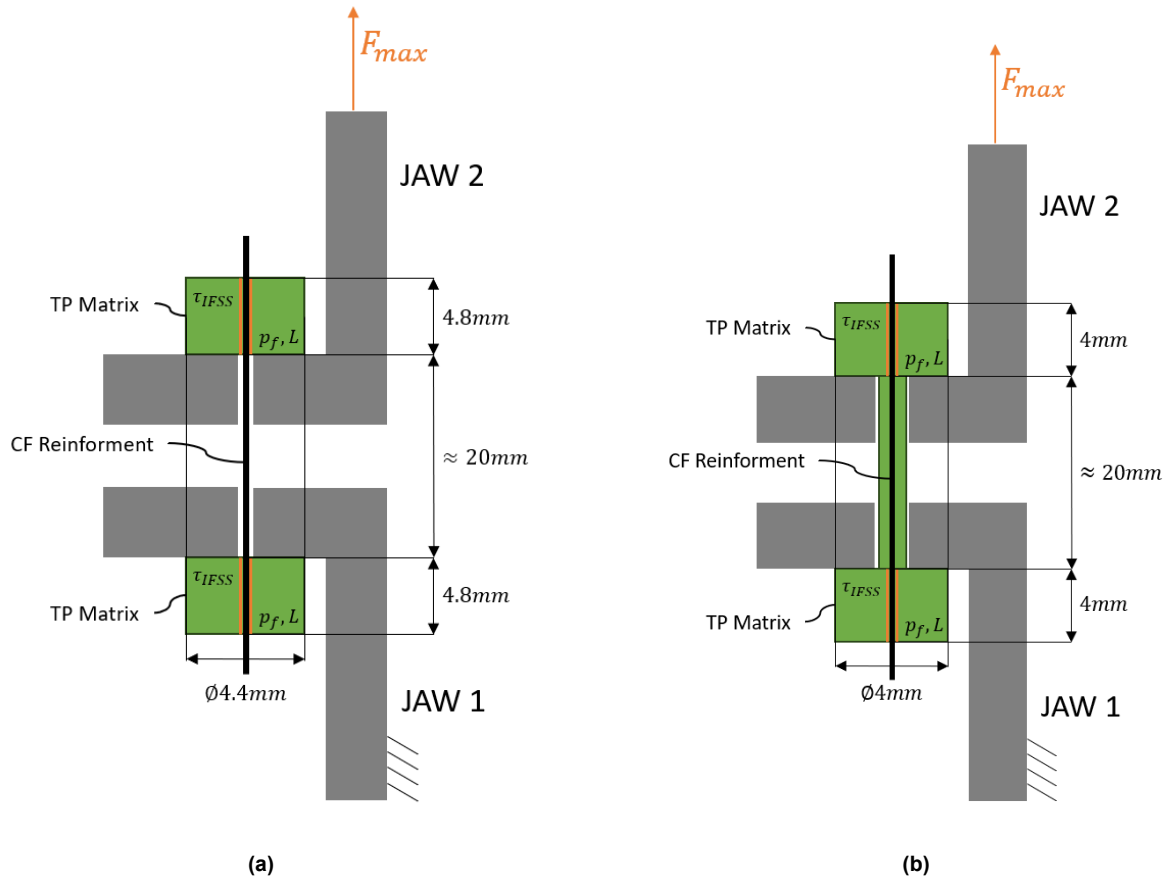 F_max
JAW 2
TP Matrix
τ_IFSS
p_f, L
4.8mm
CF Reinforment
≈ 20mm
τ_IFSS
TP Matrix
p_f, L
4.8mm
Ø4.4mm
JAW 1
(a)
F_max
JAW 2
TP Matrix
τ_IFSS
p_f, L
4mm
CF Reinforment
≈ 20mm
τ_IFSS
TP Matrix
p_f, L
4mm
Ø4mm
JAW 1
(b)